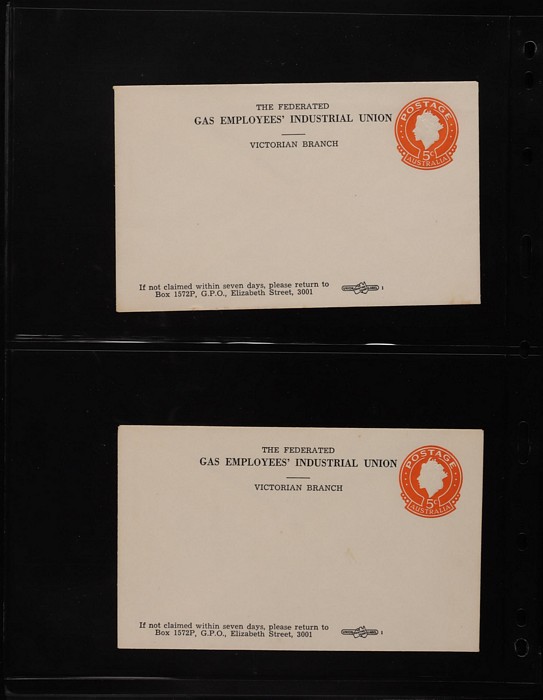 THE FEDERATED
GAS EMPLOYEES' INDUSTRIAL UNION
VICTORIAN BRANCH
POSTAGE
5c
AUSTRALIA
If not claimed within seven days, please return to
Box 1572P, G.P.O., Elizabeth Street, 3001
1
THE FEDERATED
GAS EMPLOYEES' INDUSTRIAL UNION
VICTORIAN BRANCH
POSTAGE
5c
AUSTRALIA
If not claimed within seven days, please return to
Box 1572P, G.P.O., Elizabeth Street, 3001
1